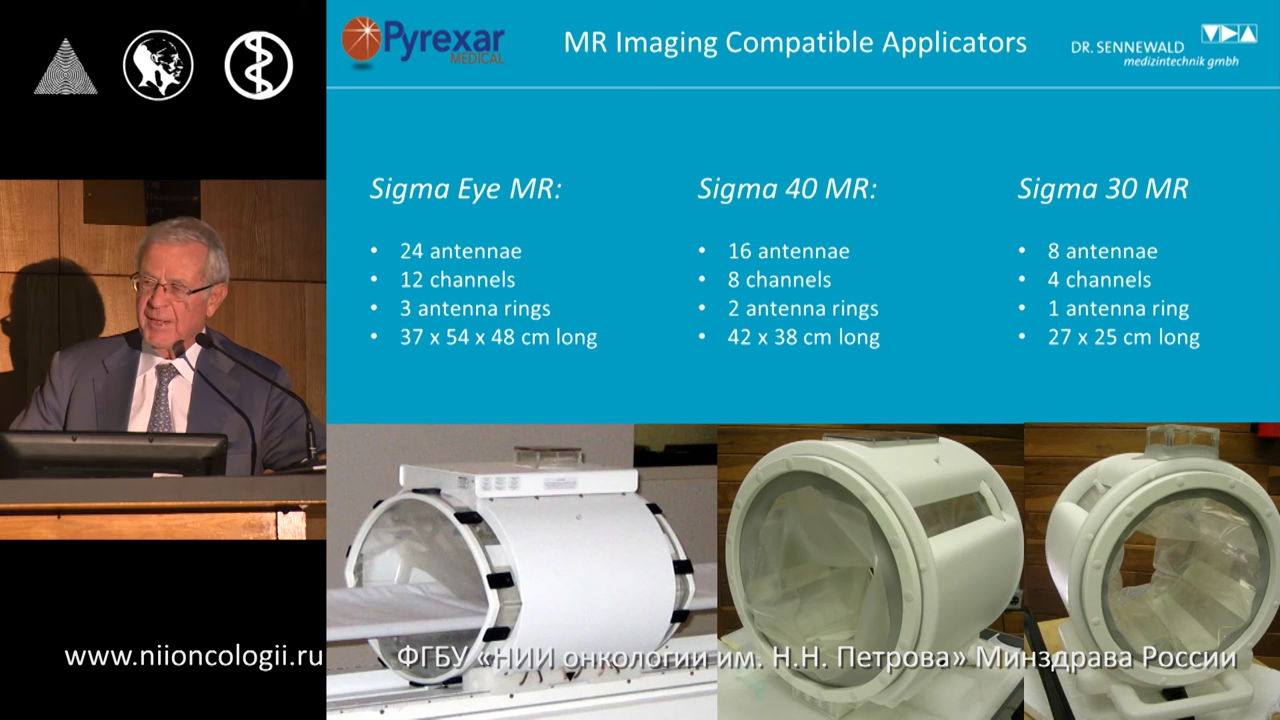 Pyrexar
MEDICAL
MR Imaging Compatible Applicators
DR. SENNEWALD
medizintechnik gmbh
Sigma Eye MR:
• 24 antennae
• 12 channels
• 3 antenna rings
• 37 x 54 x 48 cm long
Sigma 40 MR:
• 16 antennae
• 8 channels
• 2 antenna rings
• 42 x 38 cm long
Sigma 30 MR
• 8 antennae
• 4 channels
• 1 antenna ring
• 27 x 25 cm long
www.niioncologii.ru
ФГБУ «НИИ онкологии им. Н.Н. Петрова» Минздрава России